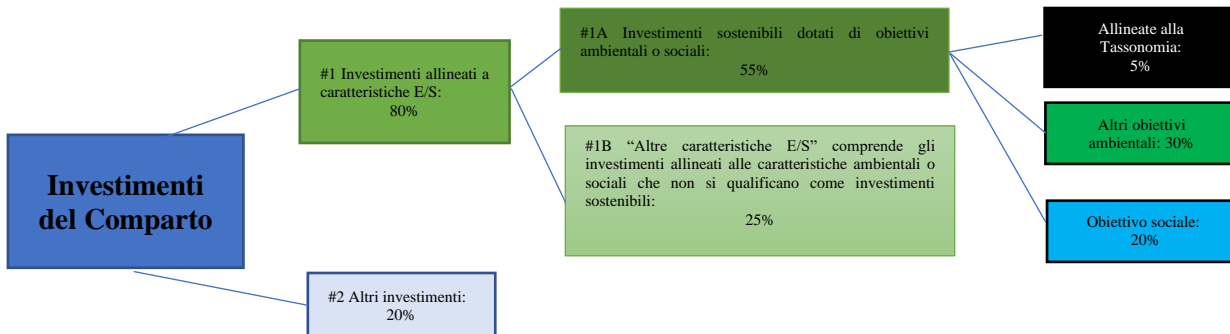 Investimenti
del Comparto
#1 Investimenti allineati a
caratteristiche E/S:
80%
#2 Altri investimenti:
20%
#1A Investimenti sostenibili dotati di obiettivi
ambientali o sociali:
55%
#1B “Altre caratteristiche E/S” comprende gli
investimenti allineati alle caratteristiche ambientali o
sociali che non si qualificano come investimenti
sostenibili:
25%
Allineate alla
Tassonomia:
5%
Altri obiettivi
ambientali: 30%
Obiettivo sociale:
20%